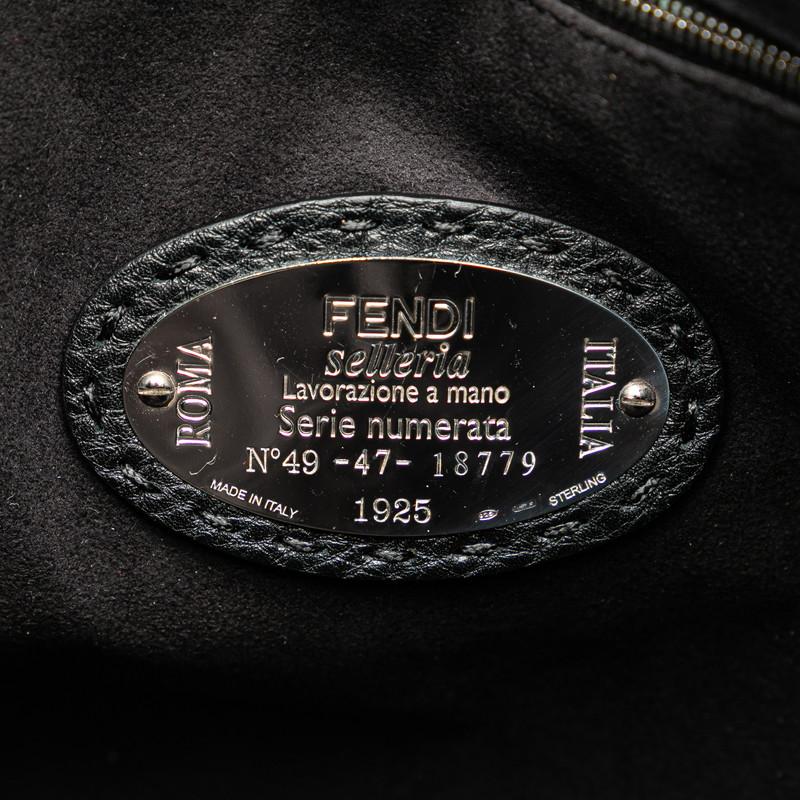 FENDI
selleria
Lavorazione a mano
Serie numerata
N°49 -47- 18779
1925
ROMA
ITALIA
MADE IN ITALY
STERLING